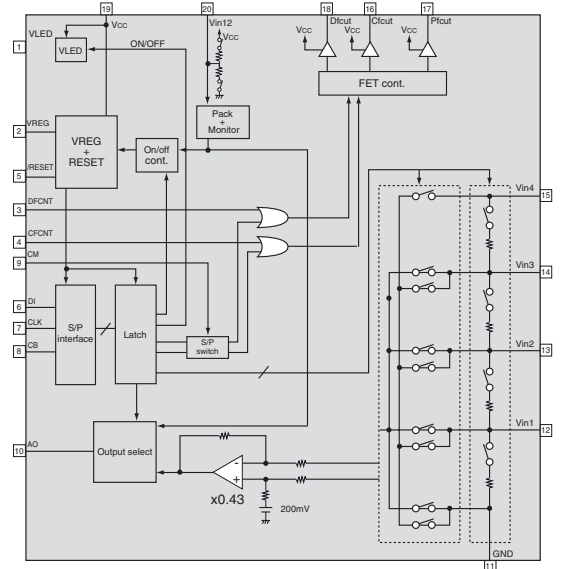 19
20
18
16
17
Vcc
Vin12
Dfcut
Cfcut
Pfcut
VLED
1
VLED
ON/OFF
Vcc
Vcc
Vcc
Vcc
FET cont.
Pack
+
Monitor
2
VREG
VREG
+
RESET
On/off
cont.
5
/RESET
3
DFCNT
4
CFCNT
9
CM
Vin4
15
Vin3
14
6
DI
7
CLK
8
CB
S/P
interface
Latch
S/P
switch
Vin2
13
Vin1
12
10
AO
Output select
-
+
x0.43
200mV
GND
11